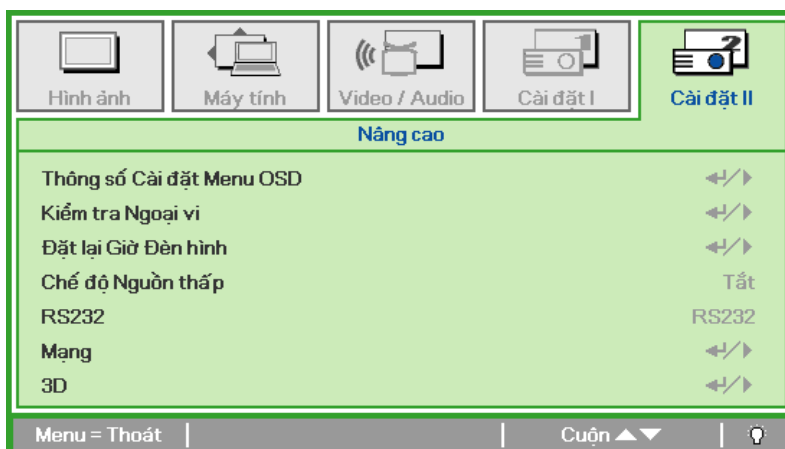 Hình ảnh Máy tính Video / Audio Cài đặt I Cài đặt II
Nâng cao
Thông số Cài đặt Menu OSD
Kiểm tra Ngoại vi
Đặt lại Giờ Đèn hình
Chế độ Nguồn thấp Tắt
RS232 RS232
Mạng
3D
Menu = Thoát Cuộn ▲▼